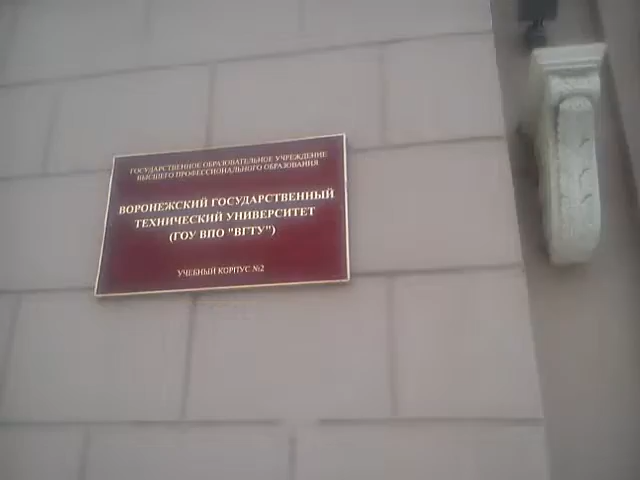 ГОСУДАРСТВЕННОЕ ОБРАЗОВАТЕЛЬНОЕ УЧРЕЖДЕНИЕ
ВЫСШЕГО ПРОФЕССИОНАЛЬНОГО ОБРАЗОВАНИЯ
ВОРОНЕЖСКИЙ ГОСУДАРСТВЕННЫЙ
ТЕХНИЧЕСКИЙ УНИВЕРСИТЕТ
(ГОУ ВПО "ВГТУ")
УЧЕБНЫЙ КОРПУС №2